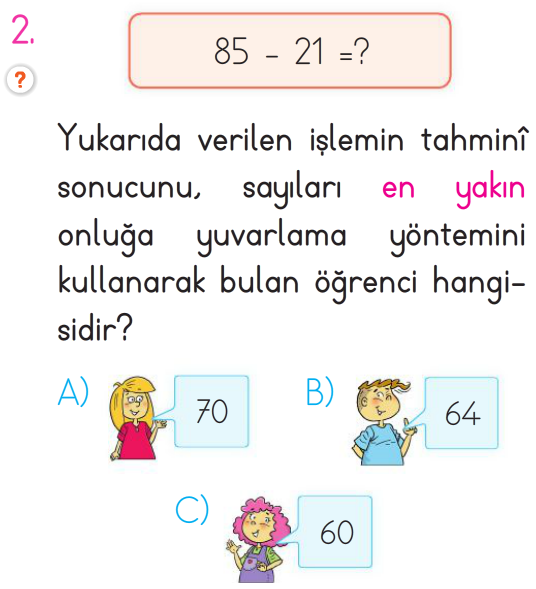 2.
?
85 - 21 =?
Yukarıda verilen işlemin tahminî
sonucunu, sayıları en yakın
onluğa yuvarlama yöntemini
kullanarak bulan öğrenci hangi-
sidir?
A) 70 B) 64
C) 60